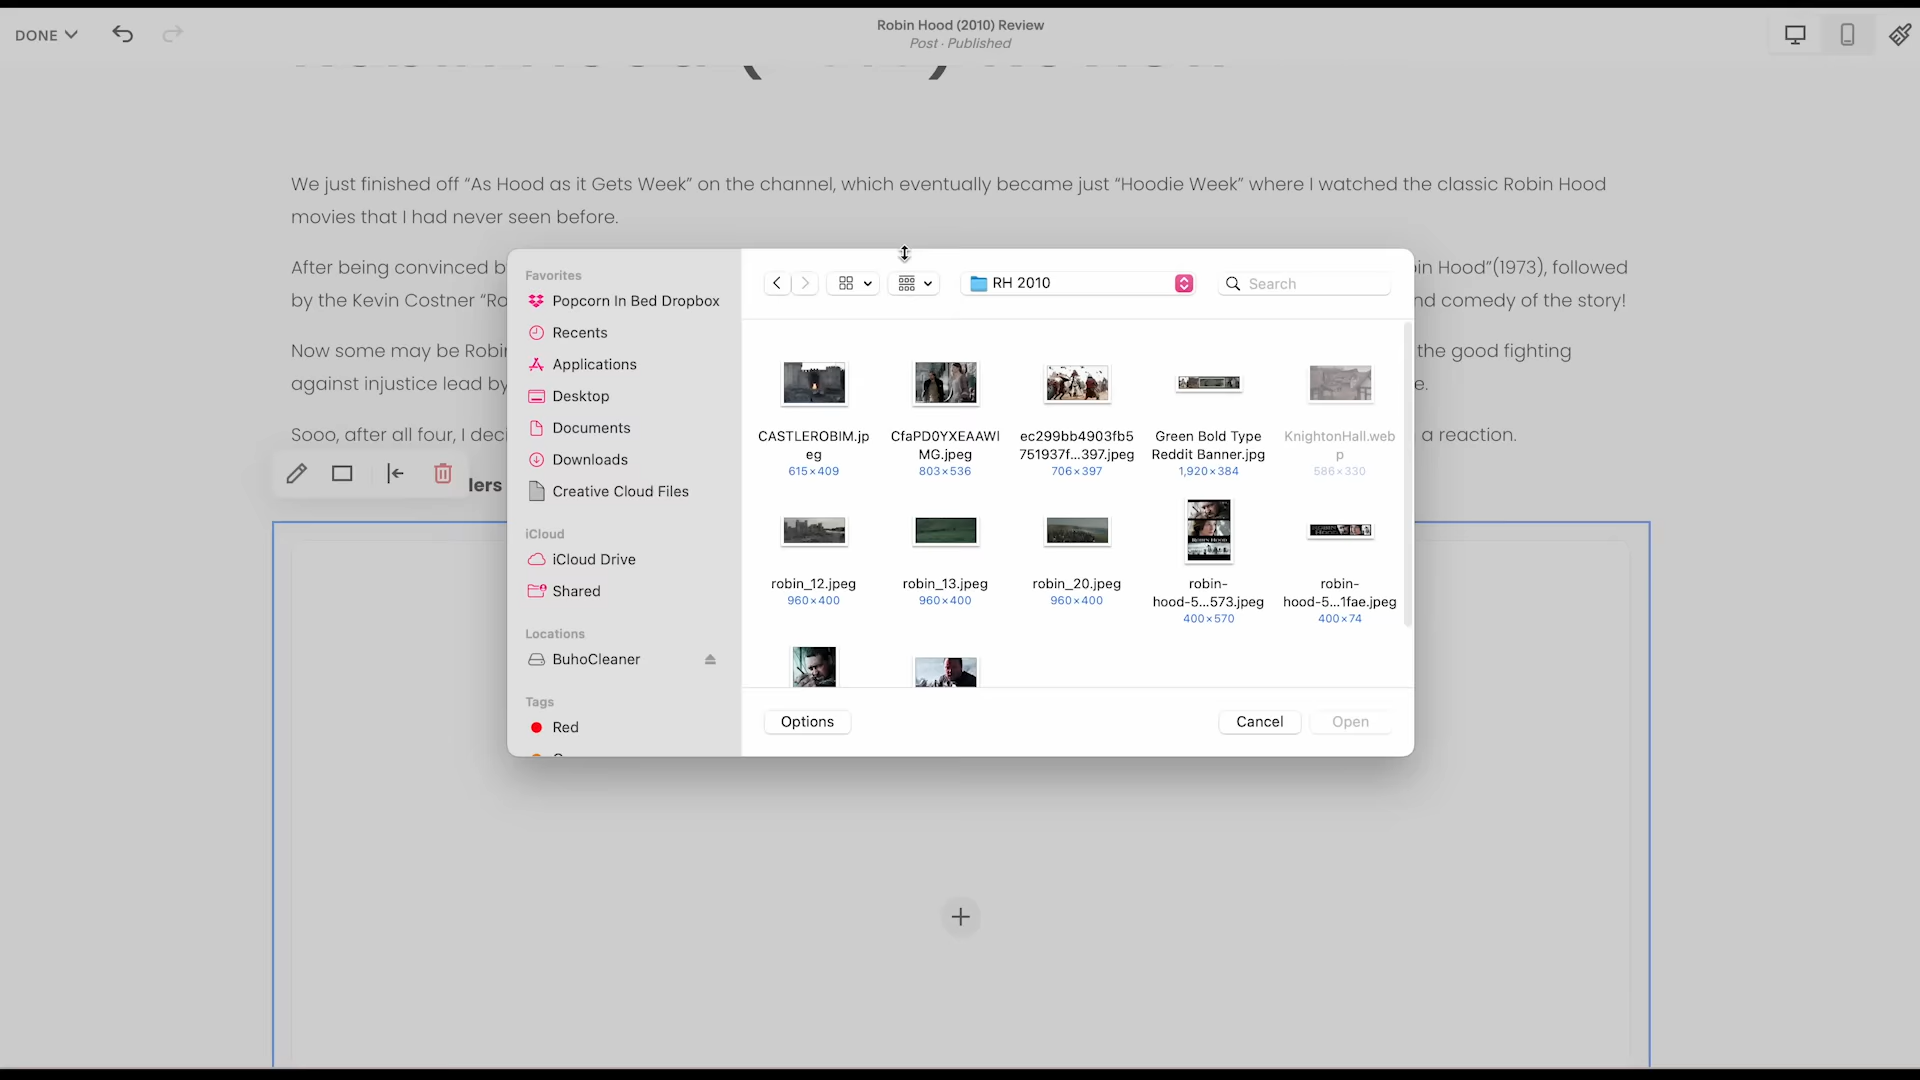 DONE
Robin Hood (2010) Review
Post · Published
We just finished off “As Hood as it Gets Week” on the channel, which eventually became just “Hoodie Week” where I watched the classic Robin Hood
movies that I had never seen before.
After being convinced b
in Hood”(1973), followed
by the Kevin Costner “Ro
nd comedy of the story!
Now some may be Robi
the good fighting
against injustice lead by
e.
Sooo, after all four, I deci
a reaction.
lers
Favorites
Popcorn In Bed Dropbox
Recents
Applications
Desktop
Documents
Downloads
Creative Cloud Files
iCloud
iCloud Drive
Shared
Locations
BuhoCleaner
Tags
Red
RH 2010
Search
CASTLEROBIM.jp
eg
615×409
CfaPD0YXEAAWI
MG.jpeg
803×536
ec299bb4903fb5
751937f...397.jpeg
706×397
Green Bold Type
Reddit Banner.jpg
1,920×384
KnightonHall.web
p
586×330
robin_12.jpeg
960×400
robin_13.jpeg
960×400
robin_20.jpeg
960×400
robin-
hood-5...573.jpeg
400×570
robin-
hood-5...1fae.jpeg
400×74
Options
Cancel
Open